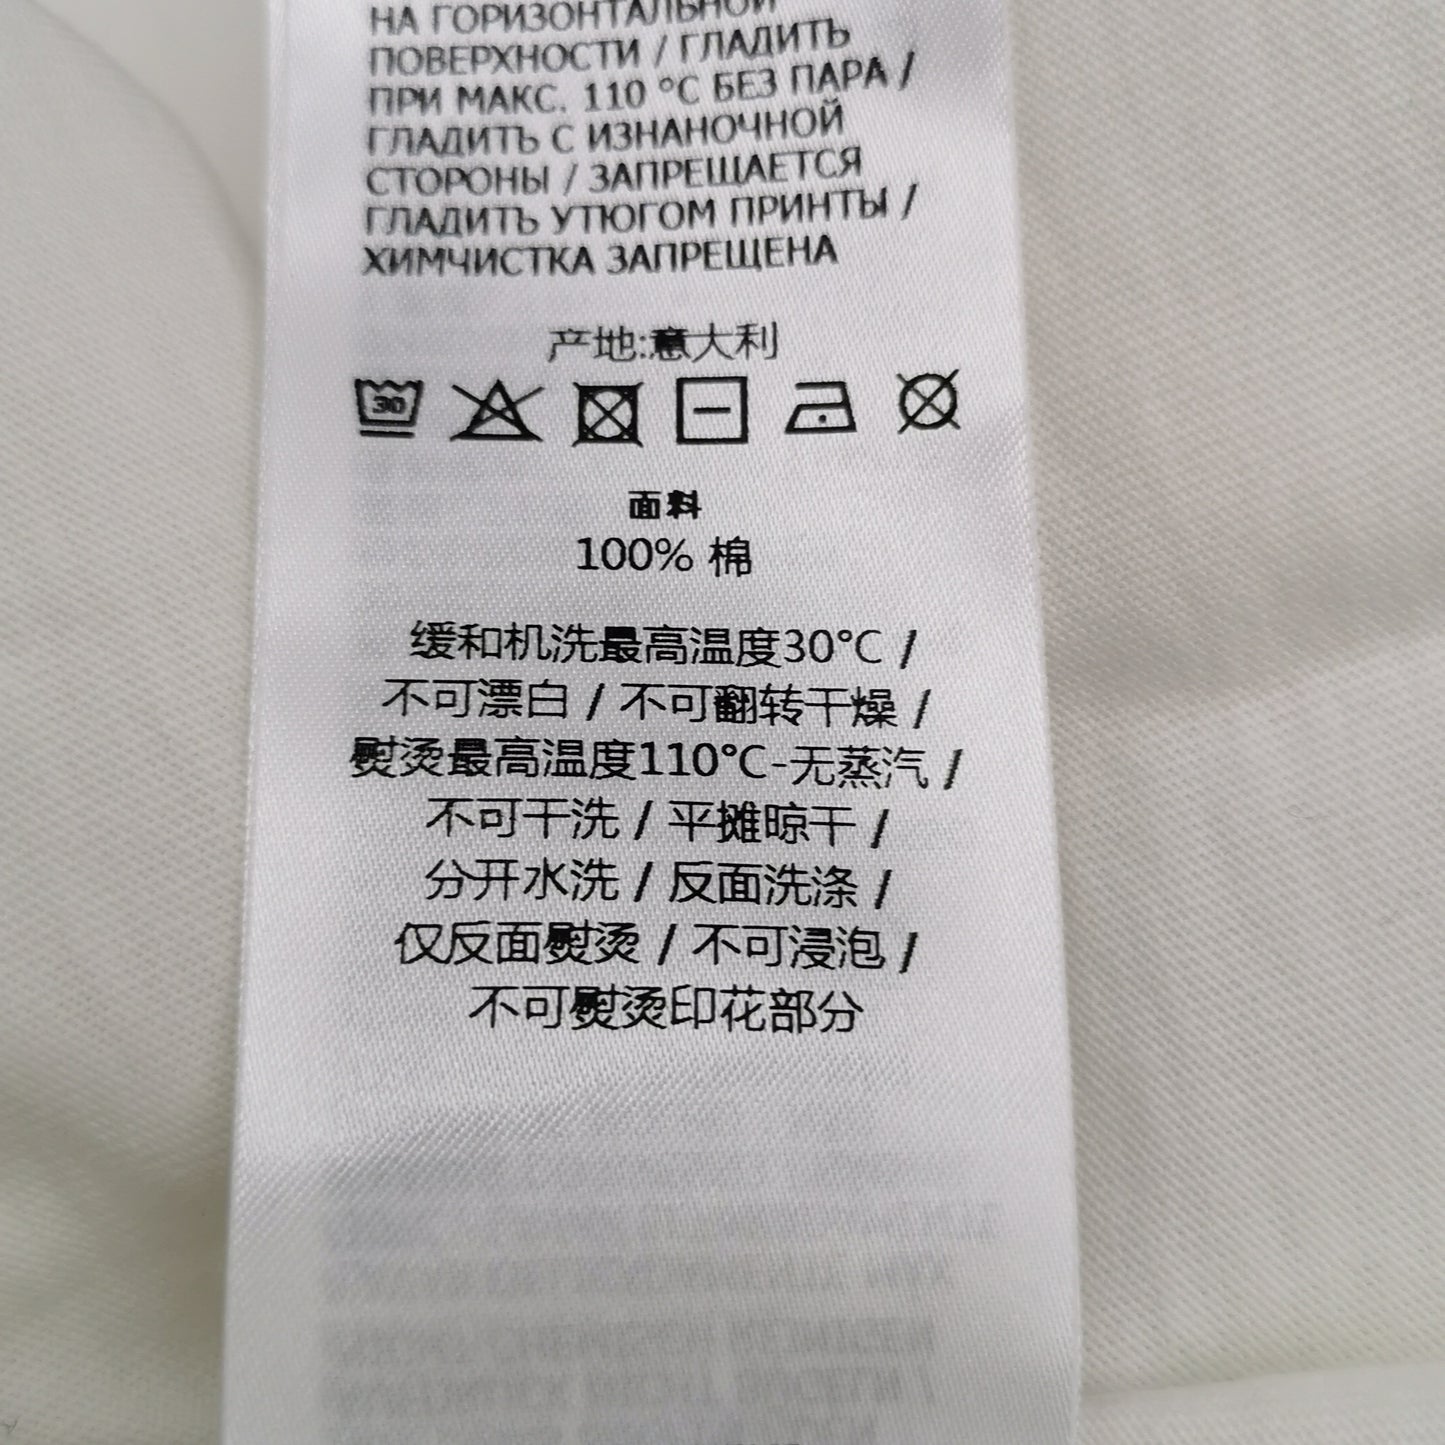 НА ГОРИЗОНТАЛЬНОЙ
ПОВЕРХНОСТИ / ГЛАДИТЬ
ПРИ МАКС. 110 °C БЕЗ ПАРА /
ГЛАДИТЬ С ИЗНАНОЧНОЙ
СТОРОНЫ / ЗАПРЕЩАЕТСЯ
ГЛАДИТЬ УТЮГОМ ПРИНТЫ /
ХИМЧИСТКА ЗАПРЕЩЕНА
产地:意大利
30
面料
100% 棉
缓和机洗最高温度30°C /
不可漂白 / 不可翻转干燥 /
熨烫最高温度110°C-无蒸汽 /
不可干洗 / 平摊晾干 /
分开水洗 / 反面洗涤 /
仅反面熨烫 / 不可浸泡 /
不可熨烫印花部分